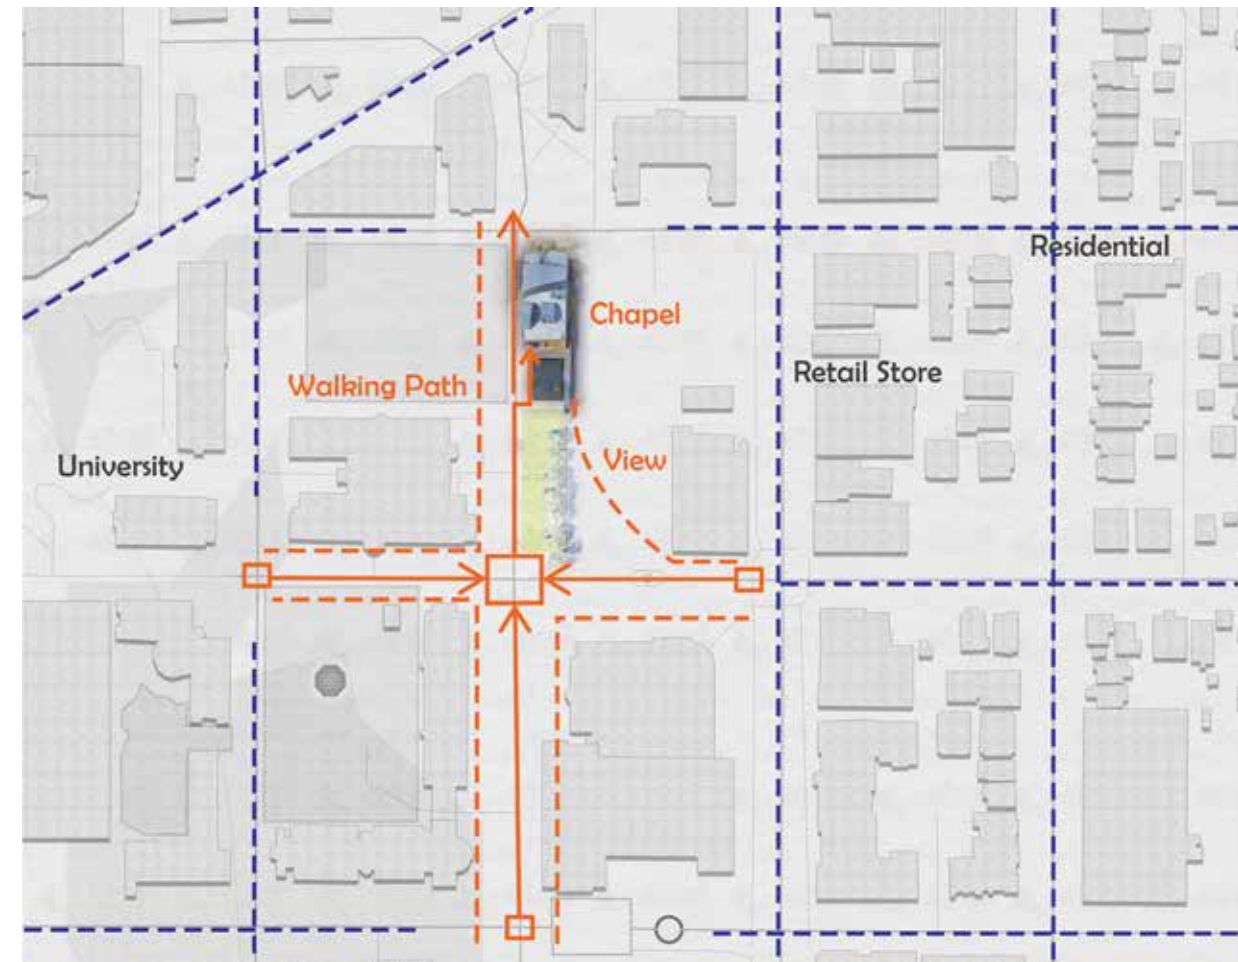 Residential
Chapel
Retail Store
Walking Path
View
University